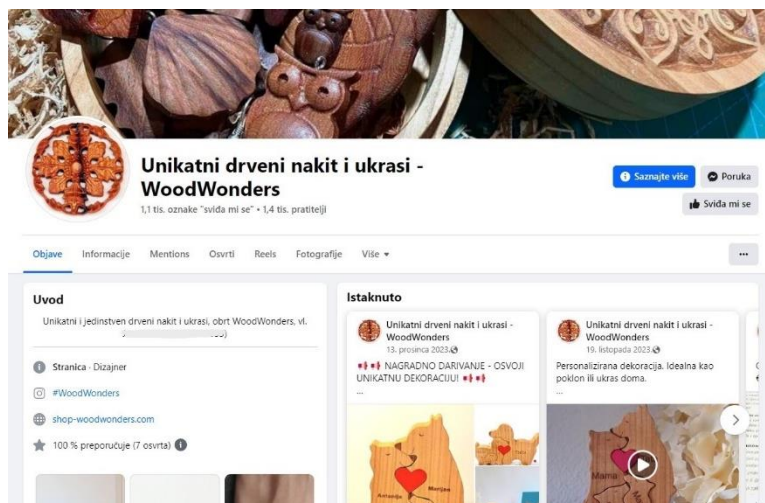 Unikatni drveni nakit i ukrasi -
WoodWonders
1,1 tis. oznake "sviđa mi se" • 1,4 tis. pratitelji
Saznajte više
Poruka
Sviđa mi se
Objave
Informacije
Mentions
Osvrti
Reels
Fotografije
Više
Uvod
Unikatni i jedinstven drveni nakit i ukrasi, obrt WoodWonders, vl.
Stranica · Dizajner
#WoodWonders
shop-woodwonders.com
100 % preporučuje (7 osvrta)
Istaknuto
Unikatni drveni nakit i ukrasi -
WoodWonders
13. prosinca 2023.
NAGRADNO DARIVANJE - OSVOJI
UNIKATNU DEKORACIJU!
...
Marijan
Unikatni drveni nakit i ukrasi -
WoodWonders
19. listopada 2023.
Personalizirana dekoracija. Idealna kao
poklon ili ukras doma.
...
Mama